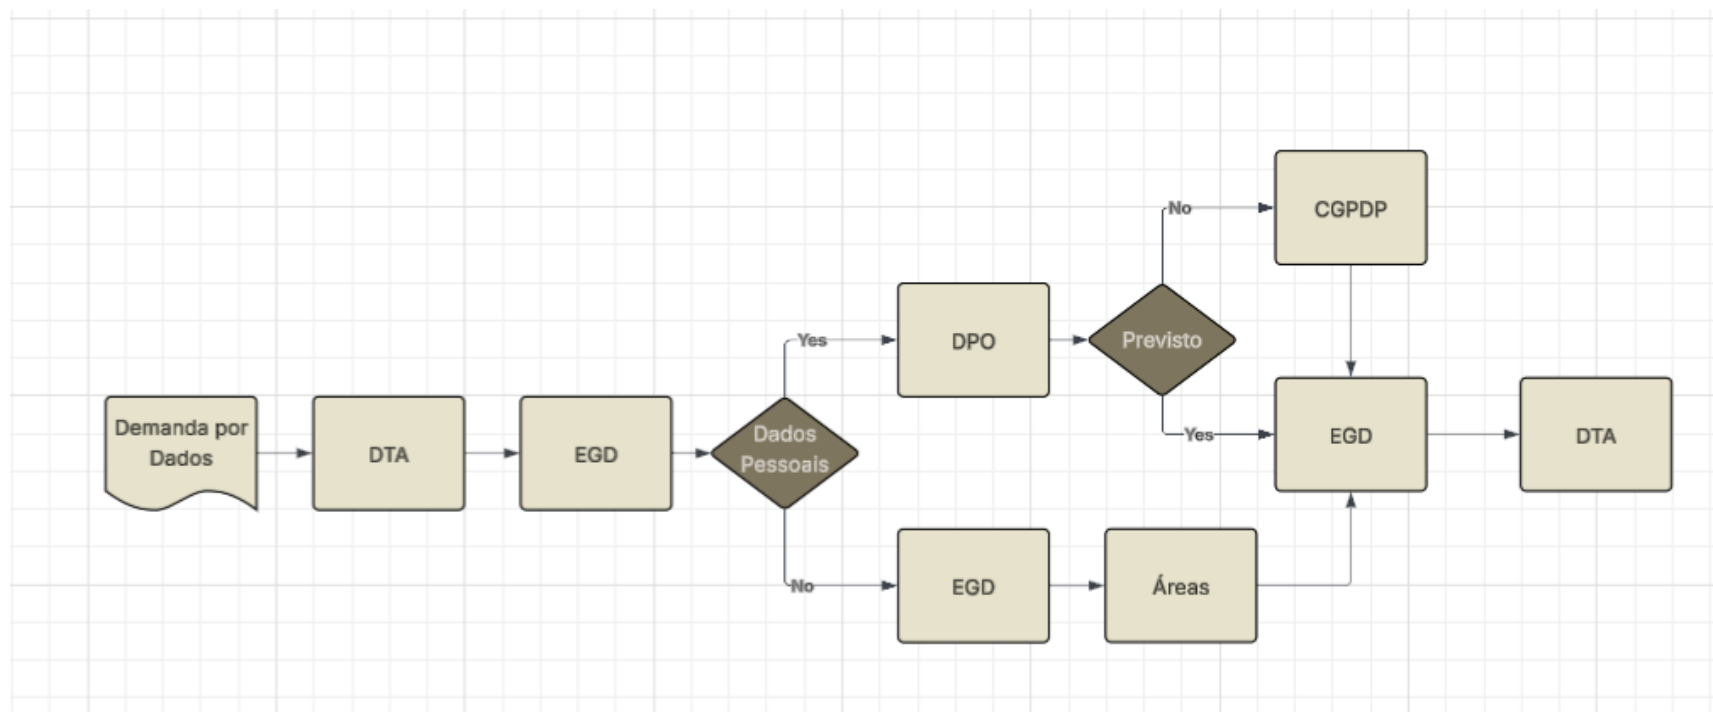 No
CGPDP
Yes
DPO
Previsto
Demanda por
Dados
DTA
EGD
Dados
Pessoais
Yes
EGD
DTA
No
EGD
Áreas